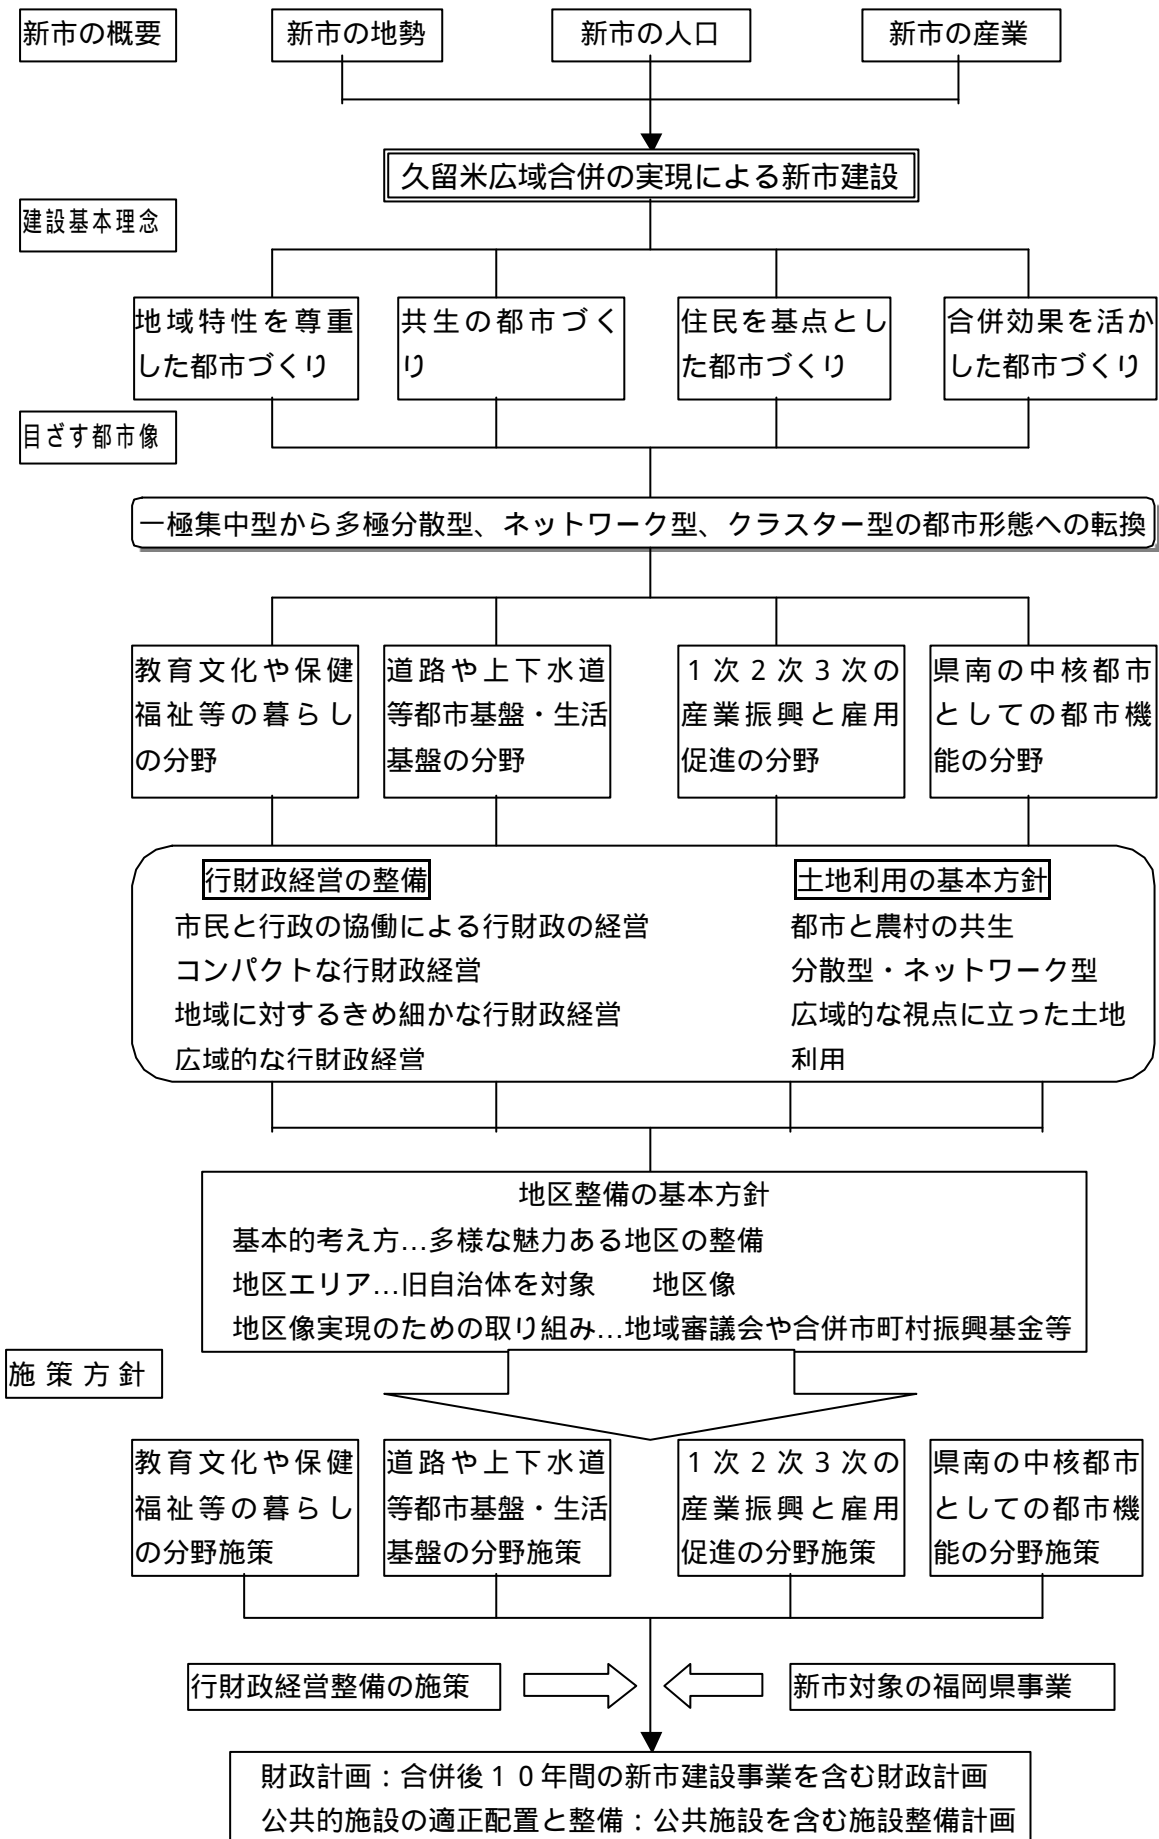 新市の概要
新市の地勢
新市の人口
新市の産業
久留米広域合併の実現による新市建設
建設基本理念
地域特性を尊重
した都市づくり
共生の都市づく
り
住民を基点とし
た都市づくり
合併効果を活か
した都市づくり
目ざす都市像
一極集中型から多極分散型、ネットワーク型、クラスター型の都市形態への転換
教育文化や保健
福祉等の暮らし
の分野
道路や上下水道
等都市基盤・生活
基盤の分野
１次２次３次の
産業振興と雇用
促進の分野
県南の中核都市
としての都市機
能の分野
行財政経営の整備
市民と行政の協働による行財政の経営
コンパクトな行財政経営
地域に対するきめ細かな行財政経営
広域的な行財政経営
土地利用の基本方針
都市と農村の共生
分散型・ネットワーク型
広域的な視点に立った土地
利用
地区整備の基本方針
基本的考え方…多様な魅力ある地区の整備
地区エリア…旧自治体を対象　　地区像
地区像実現のための取り組み…地域審議会や合併市町村振興基金等
施策方針
教育文化や保健
福祉等の暮らし
の分野施策
道路や上下水道
等都市基盤・生活
基盤の分野施策
１次２次３次の
産業振興と雇用
促進の分野施策
県南の中核都市
としての都市機
能の分野施策
行財政経営整備の施策
新市対象の福岡県事業
財政計画：合併後１０年間の新市建設事業を含む財政計画
公共的施設の適正配置と整備：公共施設を含む施設整備計画